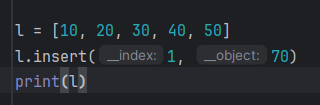 l = [10, 20, 30, 40, 50]
l.insert( __index: 1, __object: 70)
print(l)